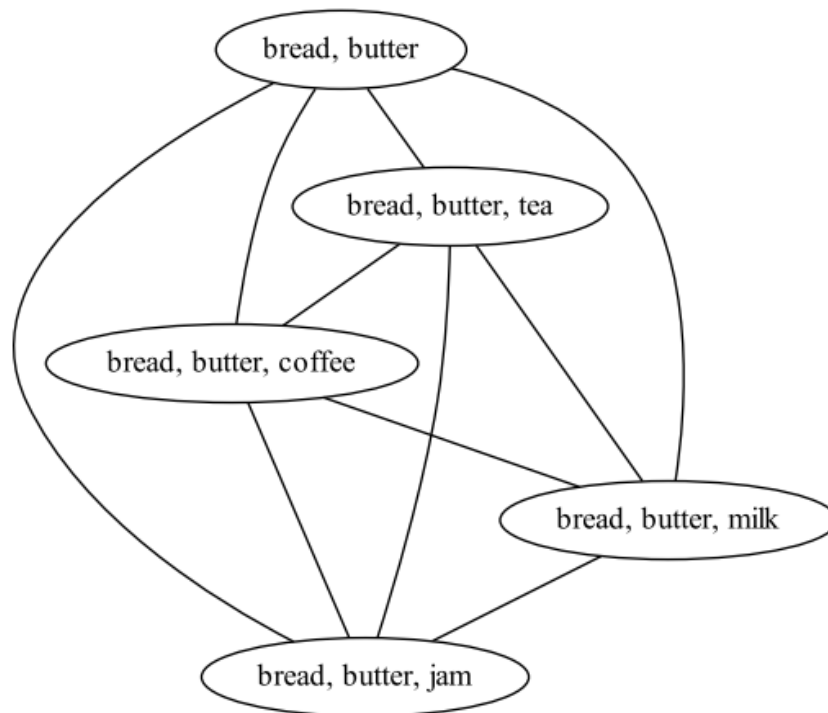 bread, butter
bread, butter, tea
bread, butter, coffee
bread, butter, milk
bread, butter, jam